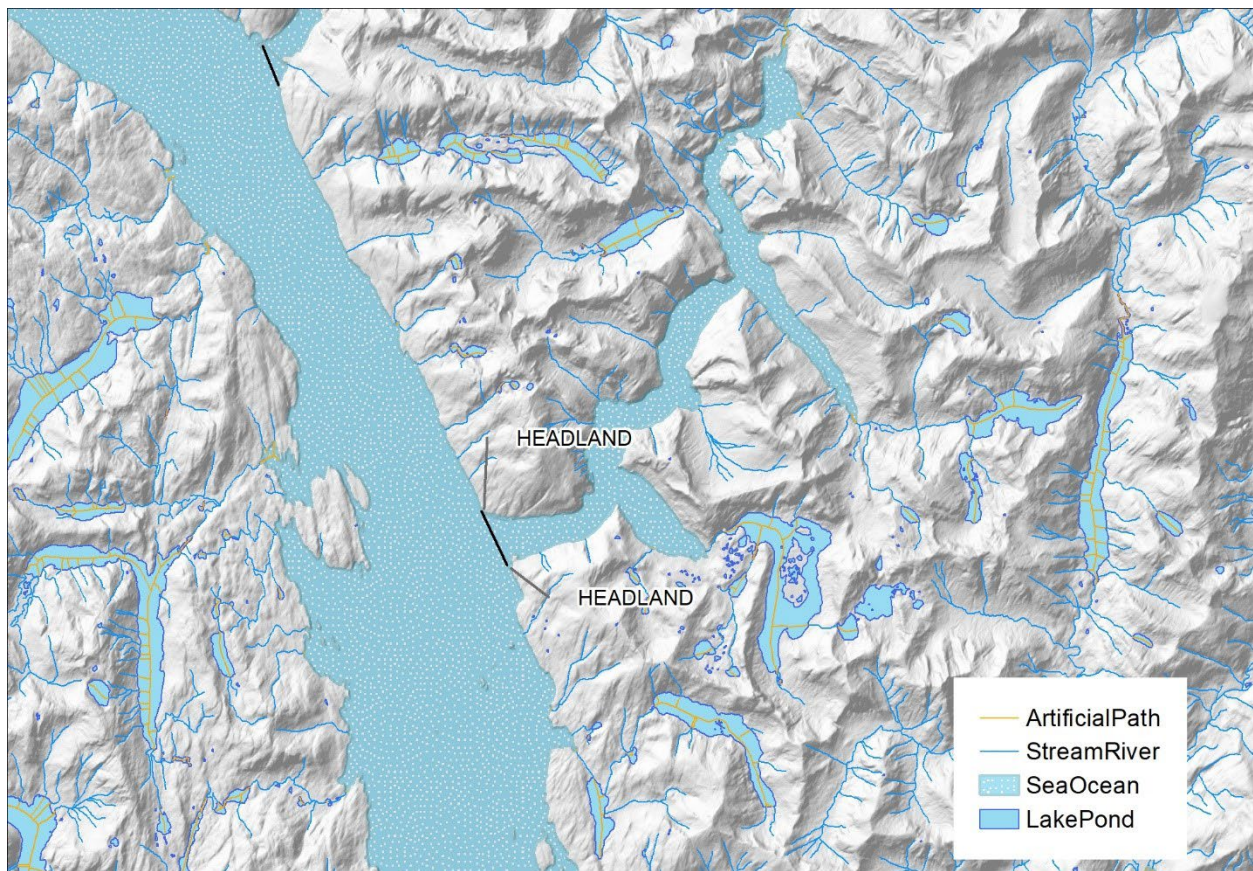 HEADLAND
HEADLAND
ArtificialPath
StreamRiver
SeaOcean
LakePond